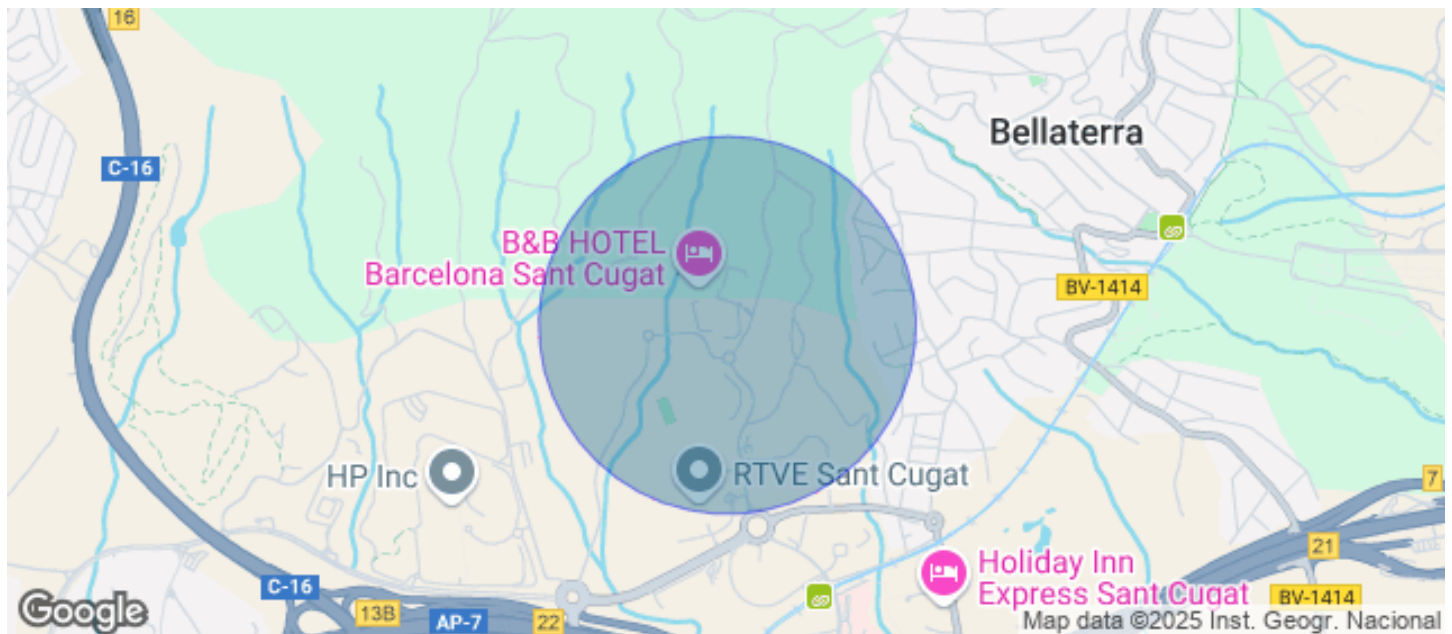 16
C-16
Bellaterra
B&B HOTEL
Barcelona Sant Cugat
BV-1414
HP Inc
RTVE Sant Cugat
7
21
Holiday Inn
Express Sant Cugat
C-16
13B
AP-7
22
BV-1414
Google
Map data ©2025 Inst. Geogr. Nacional